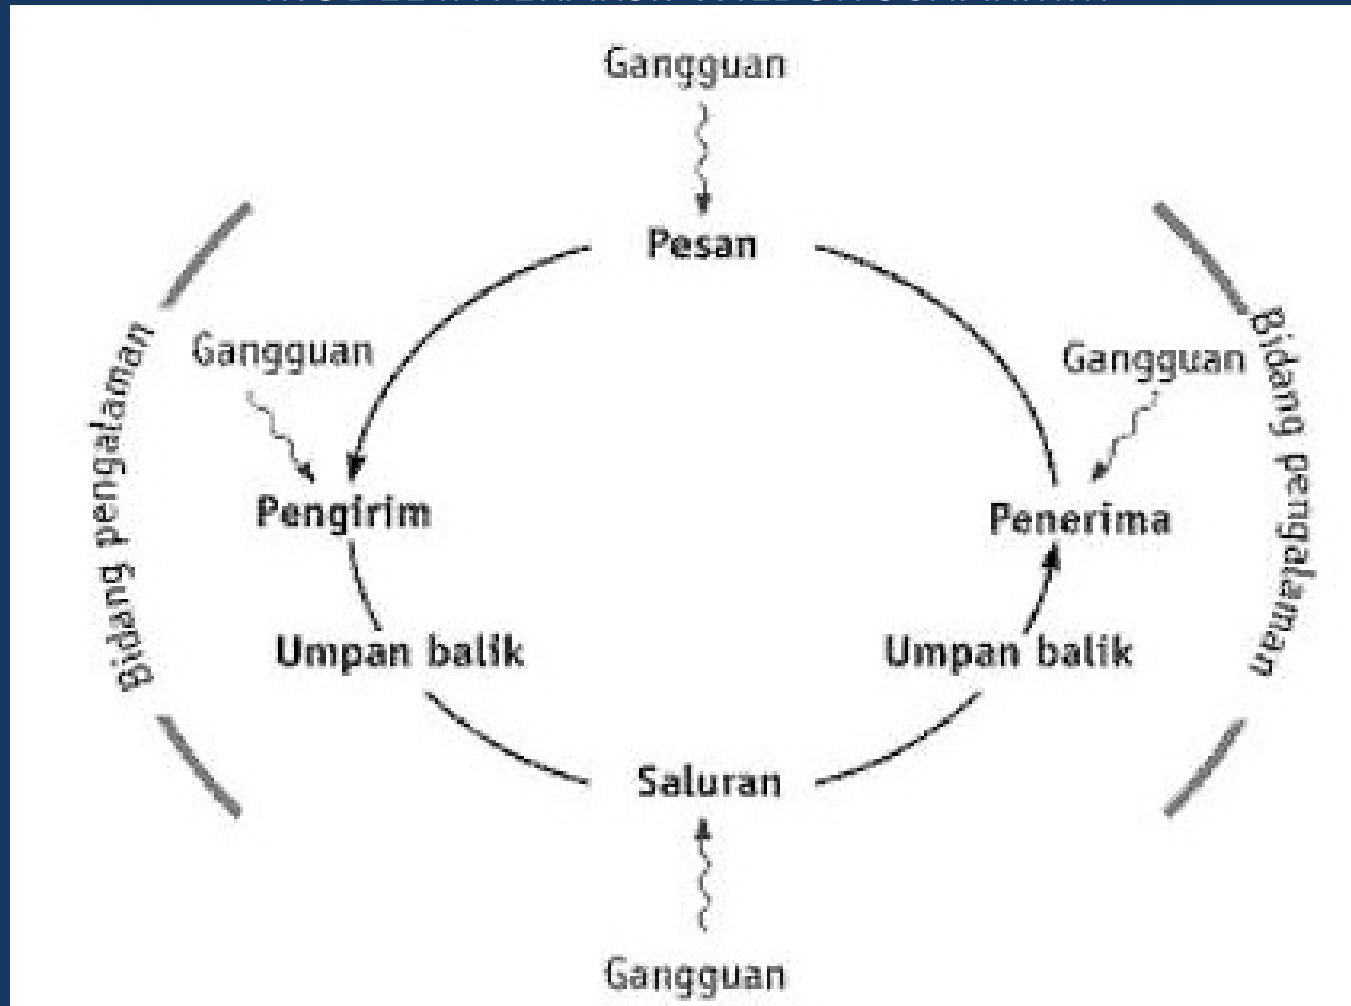 Gangguan
Pesan
Gangguan
Gangguan
Bidang pengalaman
Bidang pengalaman
Pengirim
Penerima
Umpan balik
Umpan balik
Saluran
Gangguan